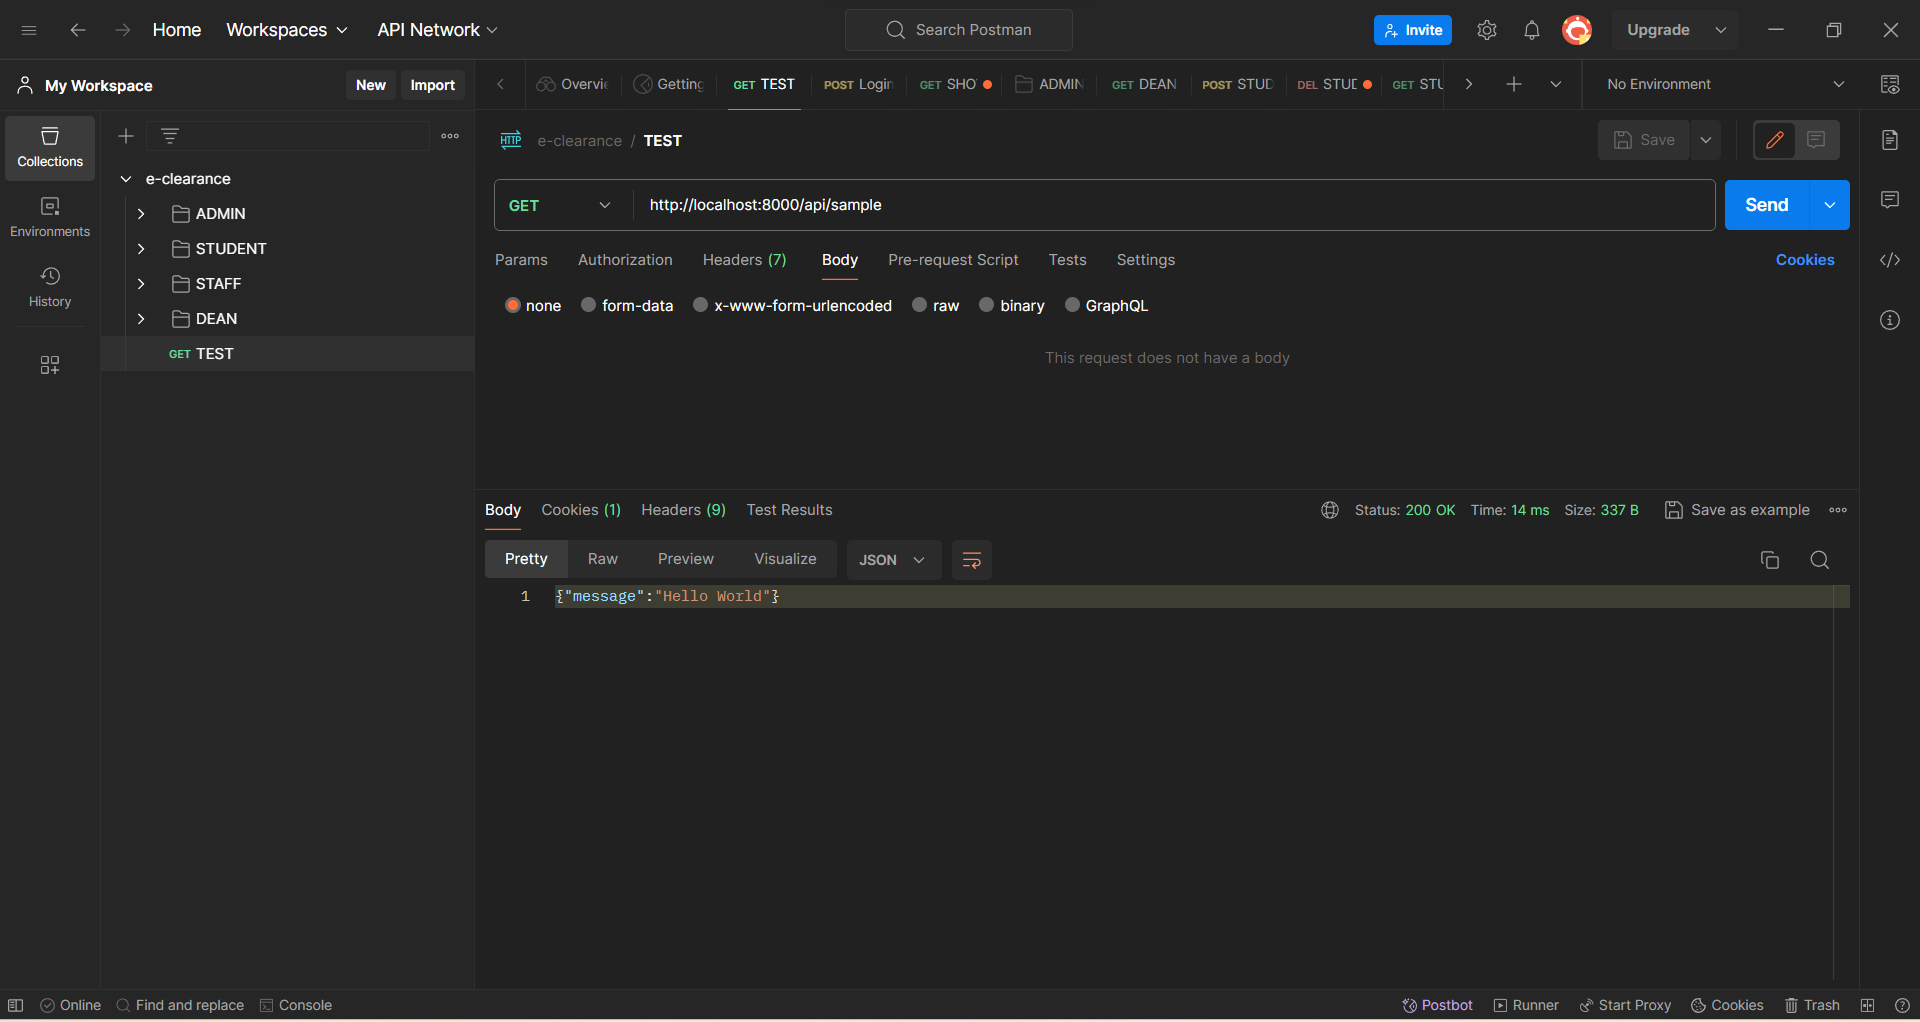 Home Workspaces API Network Search Postman Invite Upgrade
My Workspace New Import Overvie Getting GET TEST POST Login GET SHO ADMIN GET DEAN POST STUD DEL STUD GET STU No Environment
Collections
Environments
History
e-clearance
ADMIN
STUDENT
STAFF
DEAN
GET TEST
HTTP e-clearance / TEST Save
GET http://localhost:8000/api/sample Send
Params Authorization Headers (7) Body Pre-request Script Tests Settings Cookies
none form-data x-www-form-urlencoded raw binary GraphQL
This request does not have a body
Body Cookies (1) Headers (9) Test Results Status: 200 OK Time: 14 ms Size: 337 B Save as example
Pretty Raw Preview Visualize JSON
1 {"message":"Hello World"}
Online Find and replace Console Postbot Runner Start Proxy Cookies Trash